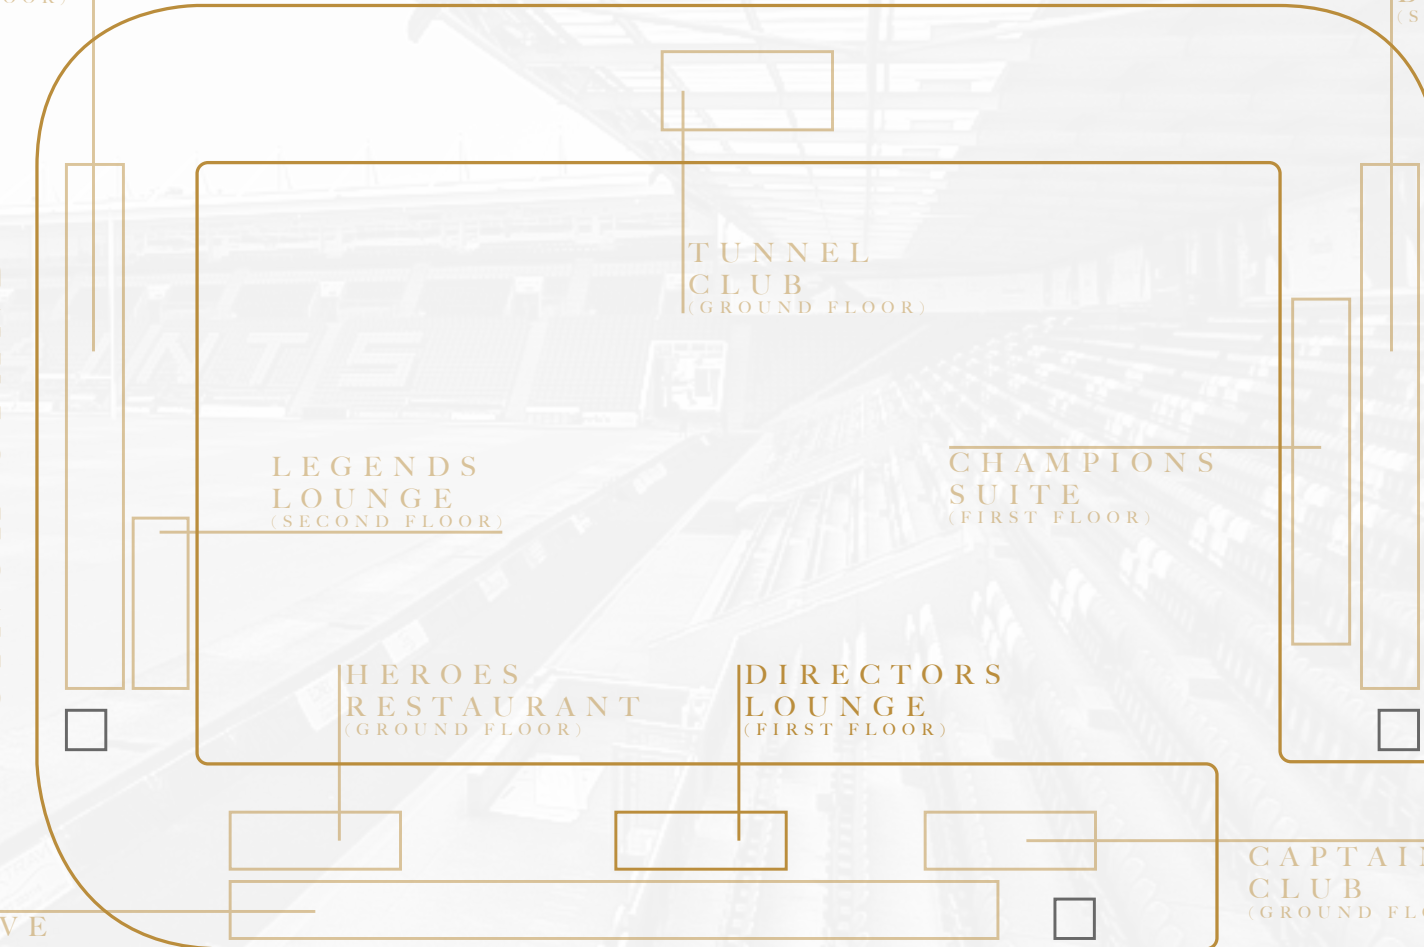 TUNNEL
CLUB
(GROUND FLOOR)
LEGENDS
LOUNGE
(SECOND FLOOR)
CHAMPIONS
SUITE
(FIRST FLOOR)
HEROES
RESTAURANT
(GROUND FLOOR)
DIRECTORS
LOUNGE
(FIRST FLOOR)
CLUB
(GROUND